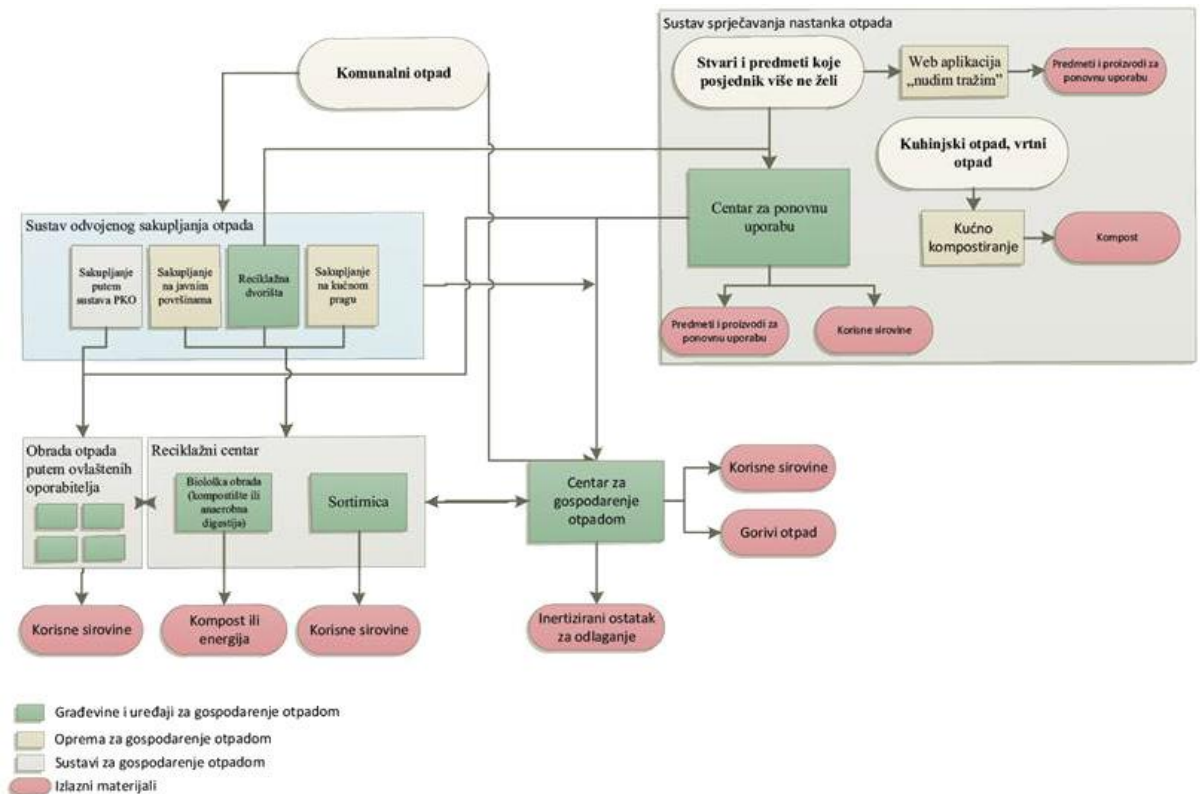 Sustav sprječavanja nastanka otpada
Komunalni otpad
Stvari i predmeti koje
posjednik više ne želi
Web aplikacija
„nudim tražim”
Predmeti i proizvodi za
ponovnu uporabu
Kuhinjski otpad, vrtni
otpad
Centar za ponovnu
uporabu
Kućno
kompostiranje
Kompost
Predmeti i proizvodi za
ponovnu uporabu
Korisne sirovine
Sustav odvojenog sakupljanja otpada
Sakupljanje
putem
sustava PKO
Sakupljanje
na javnim
površinama
Reciklažna
dvorišta
Sakupljanje
na kućnom
pragu
Obrada otpada
putem ovlaštenih
oporabitelja
Reciklažni centar
Biološka obrada
(kompostište ili
anaerobna
digestija)
Sortirnica
Centar za
gospodarenje
otpadom
Korisne sirovine
Gorivi otpad
Korisne sirovine
Kompost ili
energija
Korisne sirovine
Inertizirani ostatak
za odlaganje
Građevine i uređaji za gospodarenje otpadom
Oprema za gospodarenje otpadom
Sustavi za gospodarenje otpadom
Izlazni materijali